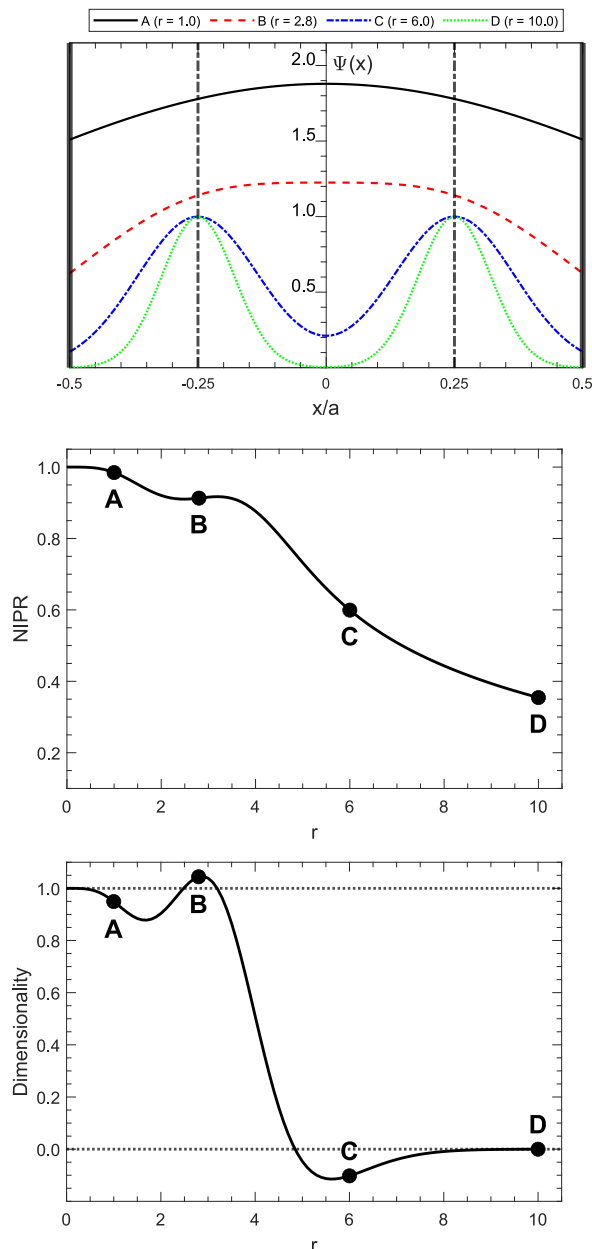 A (r = 1.0) B (r = 2.8) C (r = 6.0) D (r = 10.0)
Ψ(x)
2.0
1.5
1.0
0.5
-0.5 -0.25 0 0.25 0.5
x/a
NIPR
1.0
0.8
0.6
0.4
0.2
A
B
C
D
0 2 4 6 8 10
r
Dimensionality
1.0
0.8
0.6
0.4
0.2
0.0
A
B
C
D
0 2 4 6 8 10
r